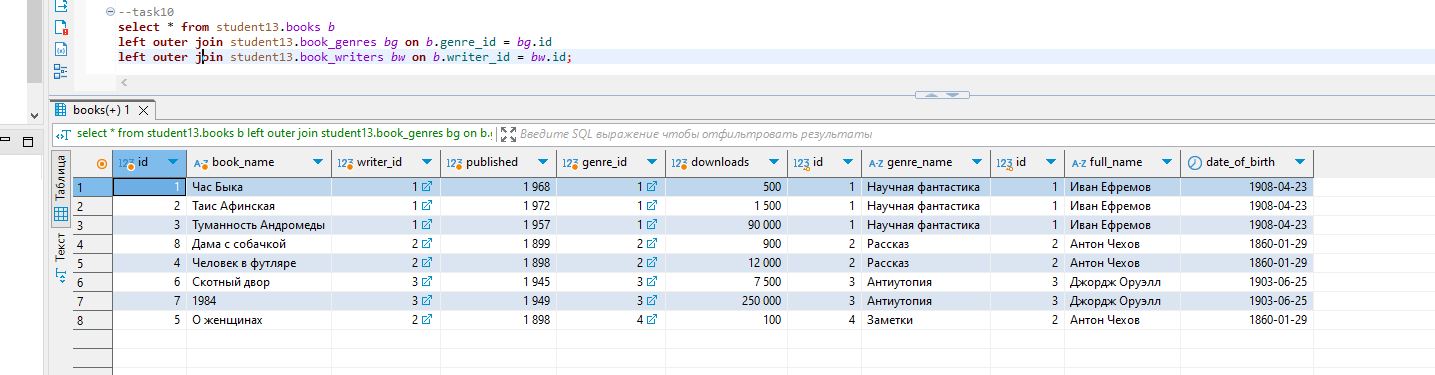 --task10
select * from student13.books b
left outer join student13.book_genres bg on b.genre_id = bg.id
left outer join student13.book_writers bw on b.writer_id = bw.id;
books(+) 1
select * from student13.books b left outer join student13.book_genres bg on b.
Введите SQL выражение чтобы отфильтровать результаты
Таблица
Текст
123 id A-Z book_name 123 writer_id 123 published 123 genre_id 123 downloads 123 id A-Z genre_name 123 id A-Z full_name date_of_birth
1 1 Час Быка 1 1 968 1 500 1 Научная фантастика 1 Иван Ефремов 1908-04-23
2 2 Таис Афинская 1 1 972 1 1 500 1 Научная фантастика 1 Иван Ефремов 1908-04-23
3 3 Туманность Андромеды 1 1 957 1 90 000 1 Научная фантастика 1 Иван Ефремов 1908-04-23
4 8 Дама с собачкой 2 1 899 2 900 2 Рассказ 2 Антон Чехов 1860-01-29
5 4 Человек в футляре 2 1 898 2 12 000 2 Рассказ 2 Антон Чехов 1860-01-29
6 6 Скотный двор 3 1 945 3 7 500 3 Антиутопия 3 Джордж Оруэлл 1903-06-25
7 7 1984 3 1 949 3 250 000 3 Антиутопия 3 Джордж Оруэлл 1903-06-25
8 5 О женщинах 2 1 898 4 100 4 Заметки 2 Антон Чехов 1860-01-29